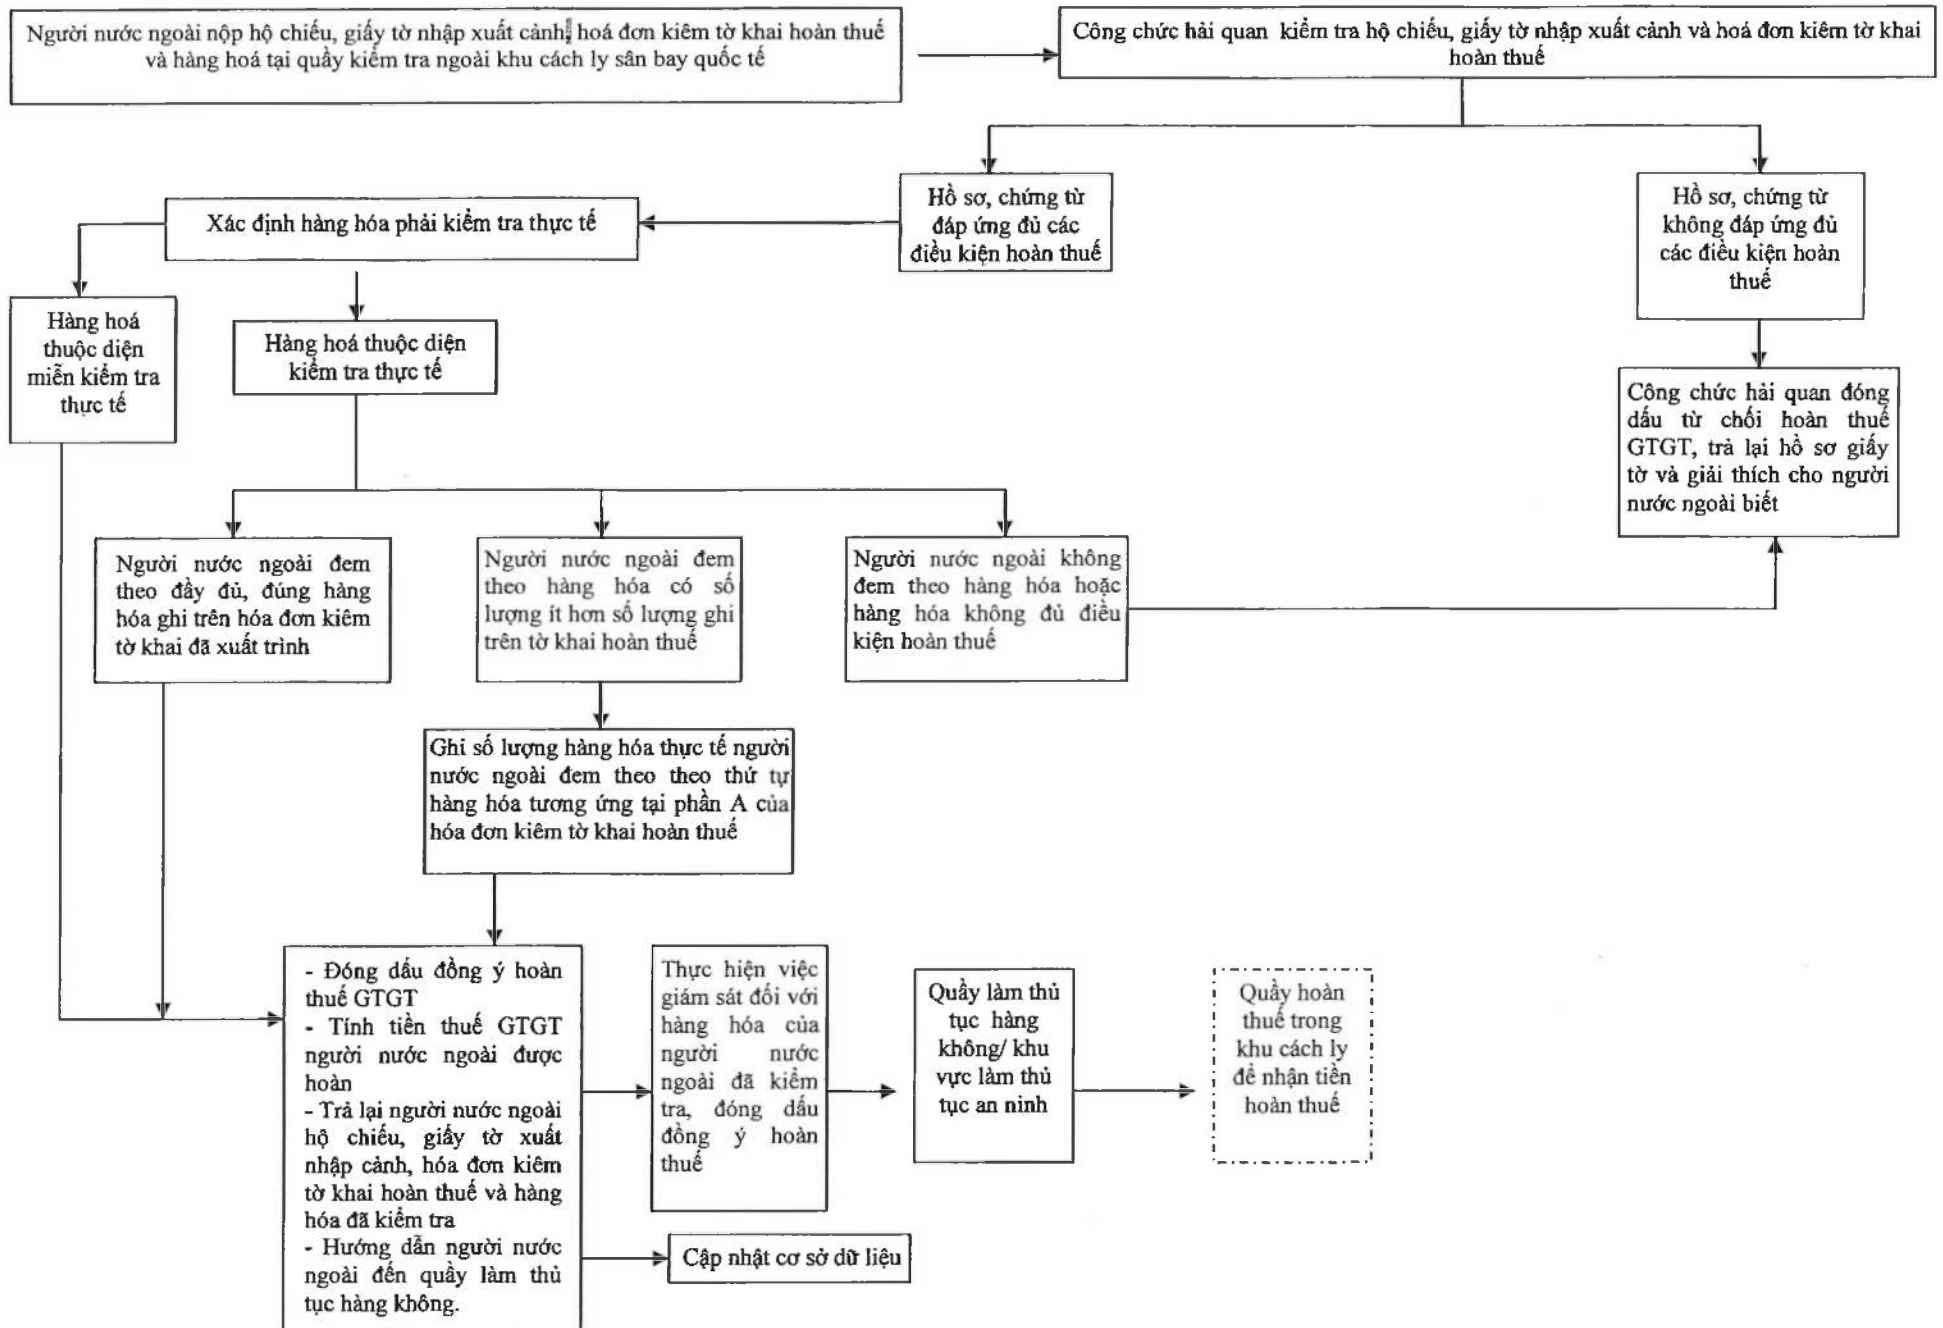 Người nước ngoài nộp hộ chiếu, giấy tờ nhập xuất cảnh, hoá đơn kiêm tờ khai hoàn thuế
và hàng hoá tại quầy kiểm tra ngoài khu cách ly sân bay quốc tế
Công chức hải quan kiểm tra hộ chiếu, giấy tờ nhập xuất cảnh và hoá đơn kiêm tờ khai
hoàn thuế
Hồ sơ, chứng từ
đáp ứng đủ các
điều kiện hoàn thuế
Hồ sơ, chứng từ
không đáp ứng đủ
các điều kiện hoàn
thuế
Xác định hàng hóa phải kiểm tra thực tế
Hàng hoá
thuộc diện
miễn kiểm tra
thực tế
Hàng hoá thuộc diện
kiểm tra thực tế
Công chức hải quan đóng
dấu từ chối hoàn thuế
GTGT, trả lại hồ sơ giấy
tờ và giải thích cho người
nước ngoài biết
Người nước ngoài đem
theo đầy đủ, đúng hàng
hóa ghi trên hóa đơn kiêm
tờ khai đã xuất trình
Người nước ngoài đem
theo hàng hóa có số
lượng ít hơn số lượng ghi
trên tờ khai hoàn thuế
Người nước ngoài không
đem theo hàng hóa hoặc
hàng hóa không đủ điều
kiện hoàn thuế
Ghi số lượng hàng hóa thực tế người
nước ngoài đem theo theo thứ tự
hàng hóa tương ứng tại phần A của
hóa đơn kiêm tờ khai hoàn thuế
- Đóng dấu đồng ý hoàn
thuế GTGT
- Tính tiền thuế GTGT
người nước ngoài được
hoàn
- Trả lại người nước ngoài
hộ chiếu, giấy tờ xuất
nhập cảnh, hóa đơn kiêm
tờ khai hoàn thuế và hàng
hóa đã kiểm tra
- Hướng dẫn người nước
ngoài đến quầy làm thủ
tục hàng không.
Thực hiện việc
giám sát đối với
hàng hóa của
người nước
ngoài đã kiểm
tra, đóng dấu
đồng ý hoàn
thuế
Quầy làm thủ
tục hàng
không/ khu
vực làm thủ
tục an ninh
Quầy hoàn
thuế trong
khu cách ly
để nhận tiền
hoàn thuế
Cập nhật cơ sở dữ liệu